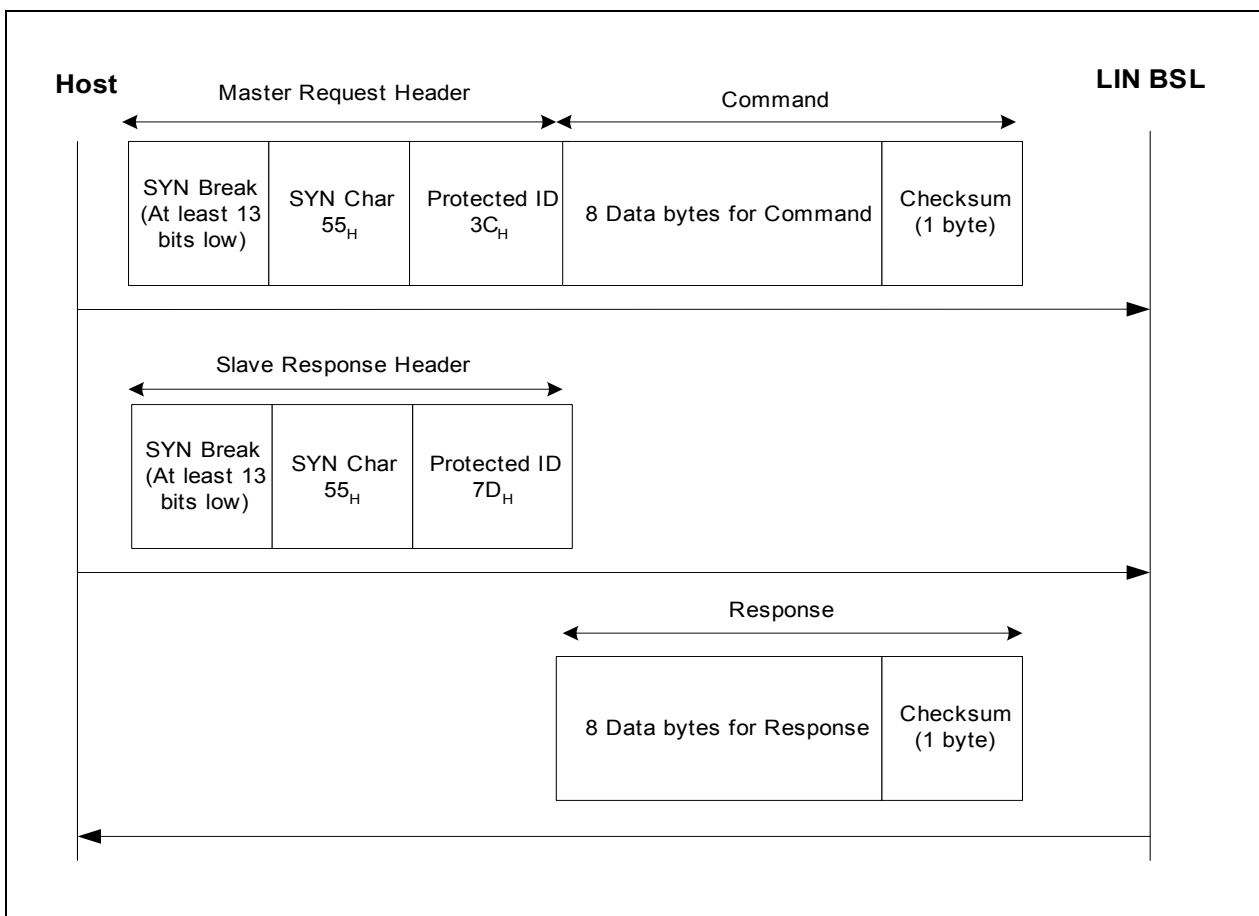 Host
LIN BSL
Master Request Header
Command
SYN Break
(At least 13
bits low)
SYN Char
55H
Protected ID
3CH
8 Data bytes for Command
Checksum
(1 byte)
Slave Response Header
SYN Break
(At least 13
bits low)
SYN Char
55H
Protected ID
7DH
Response
8 Data bytes for Response
Checksum
(1 byte)